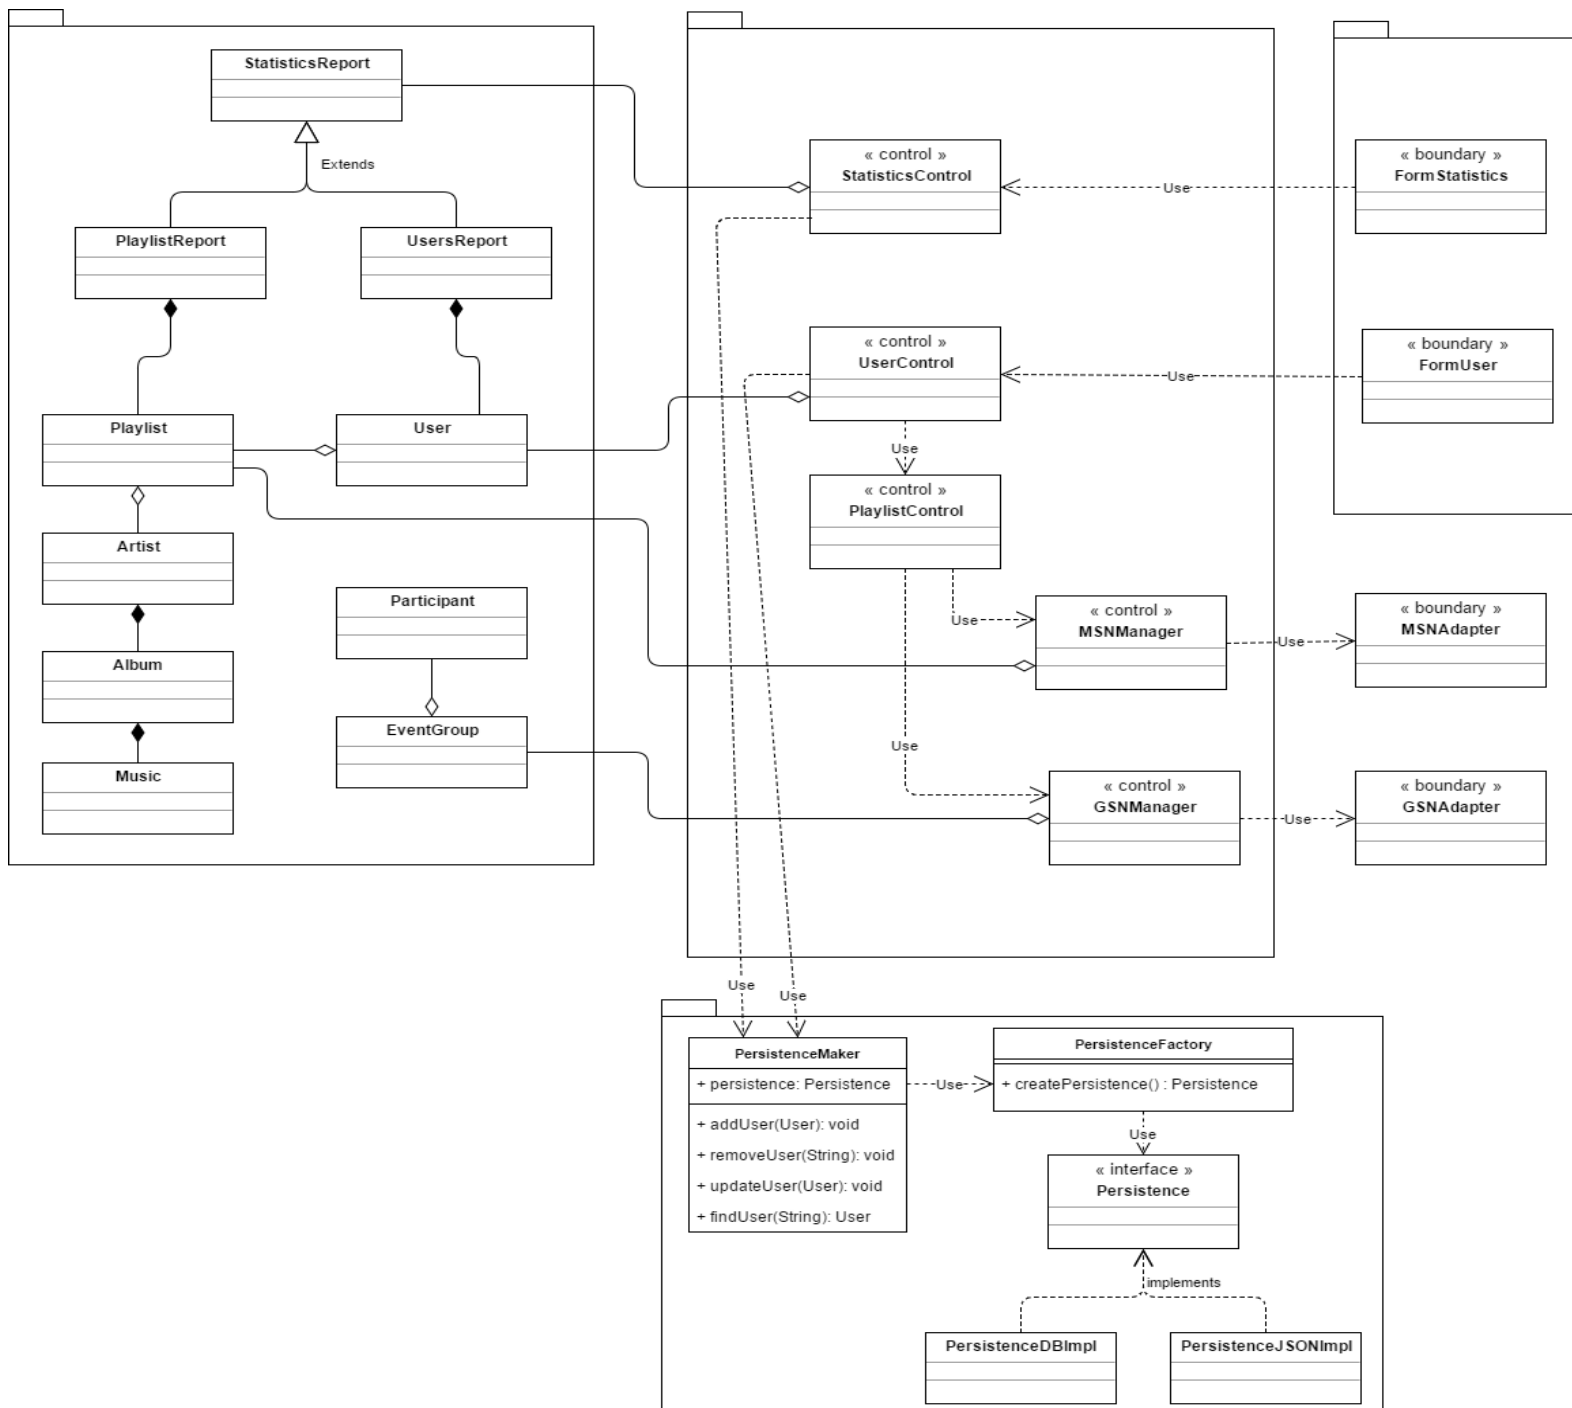 StatisticsReport
Extends
PlaylistReport
UsersReport
Playlist
User
Artist
Participant
Album
EventGroup
Music
« control »
StatisticsControl
« boundary »
FormStatistics
Use
« control »
UserControl
« boundary »
FormUser
Use
Use
« control »
PlaylistControl
« control »
MSNManager
Use
« boundary »
MSNAdapter
Use
Use
« control »
GSNManager
« boundary »
GSNAdapter
Use
Use
Use
PersistenceMaker
+ persistence: Persistence
+ addUser(User): void
+ removeUser(String): void
+ updateUser(User): void
+ findUser(String): User
Use
PersistenceFactory
+ createPersistence() : Persistence
Use
« interface »
Persistence
implements
PersistenceDBImpl
PersistenceJSONImpl